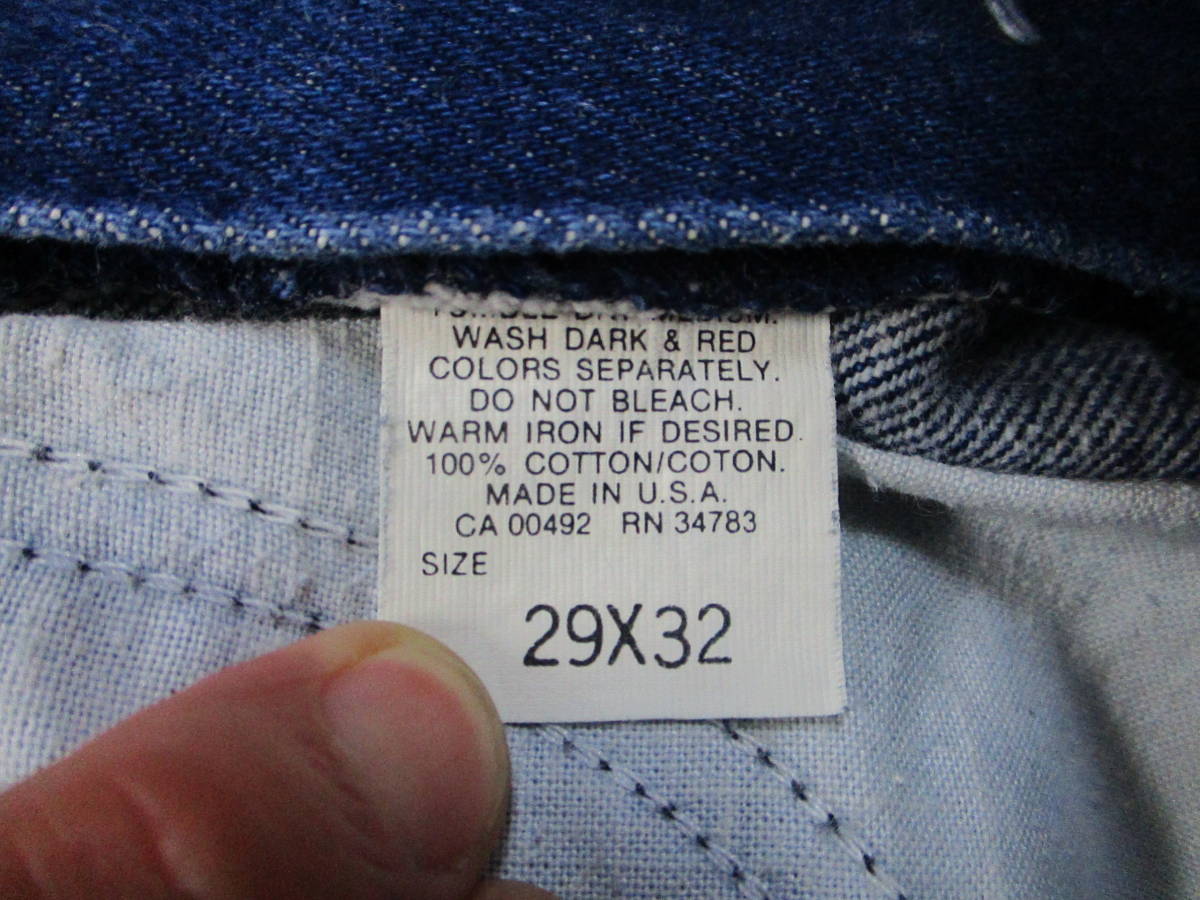 WASH DARK & RED
COLORS SEPARATELY.
DO NOT BLEACH.
WARM IRON IF DESIRED.
100% COTTON/COTON.
MADE IN U.S.A.
CA 00492 RN 34783
SIZE
29X32